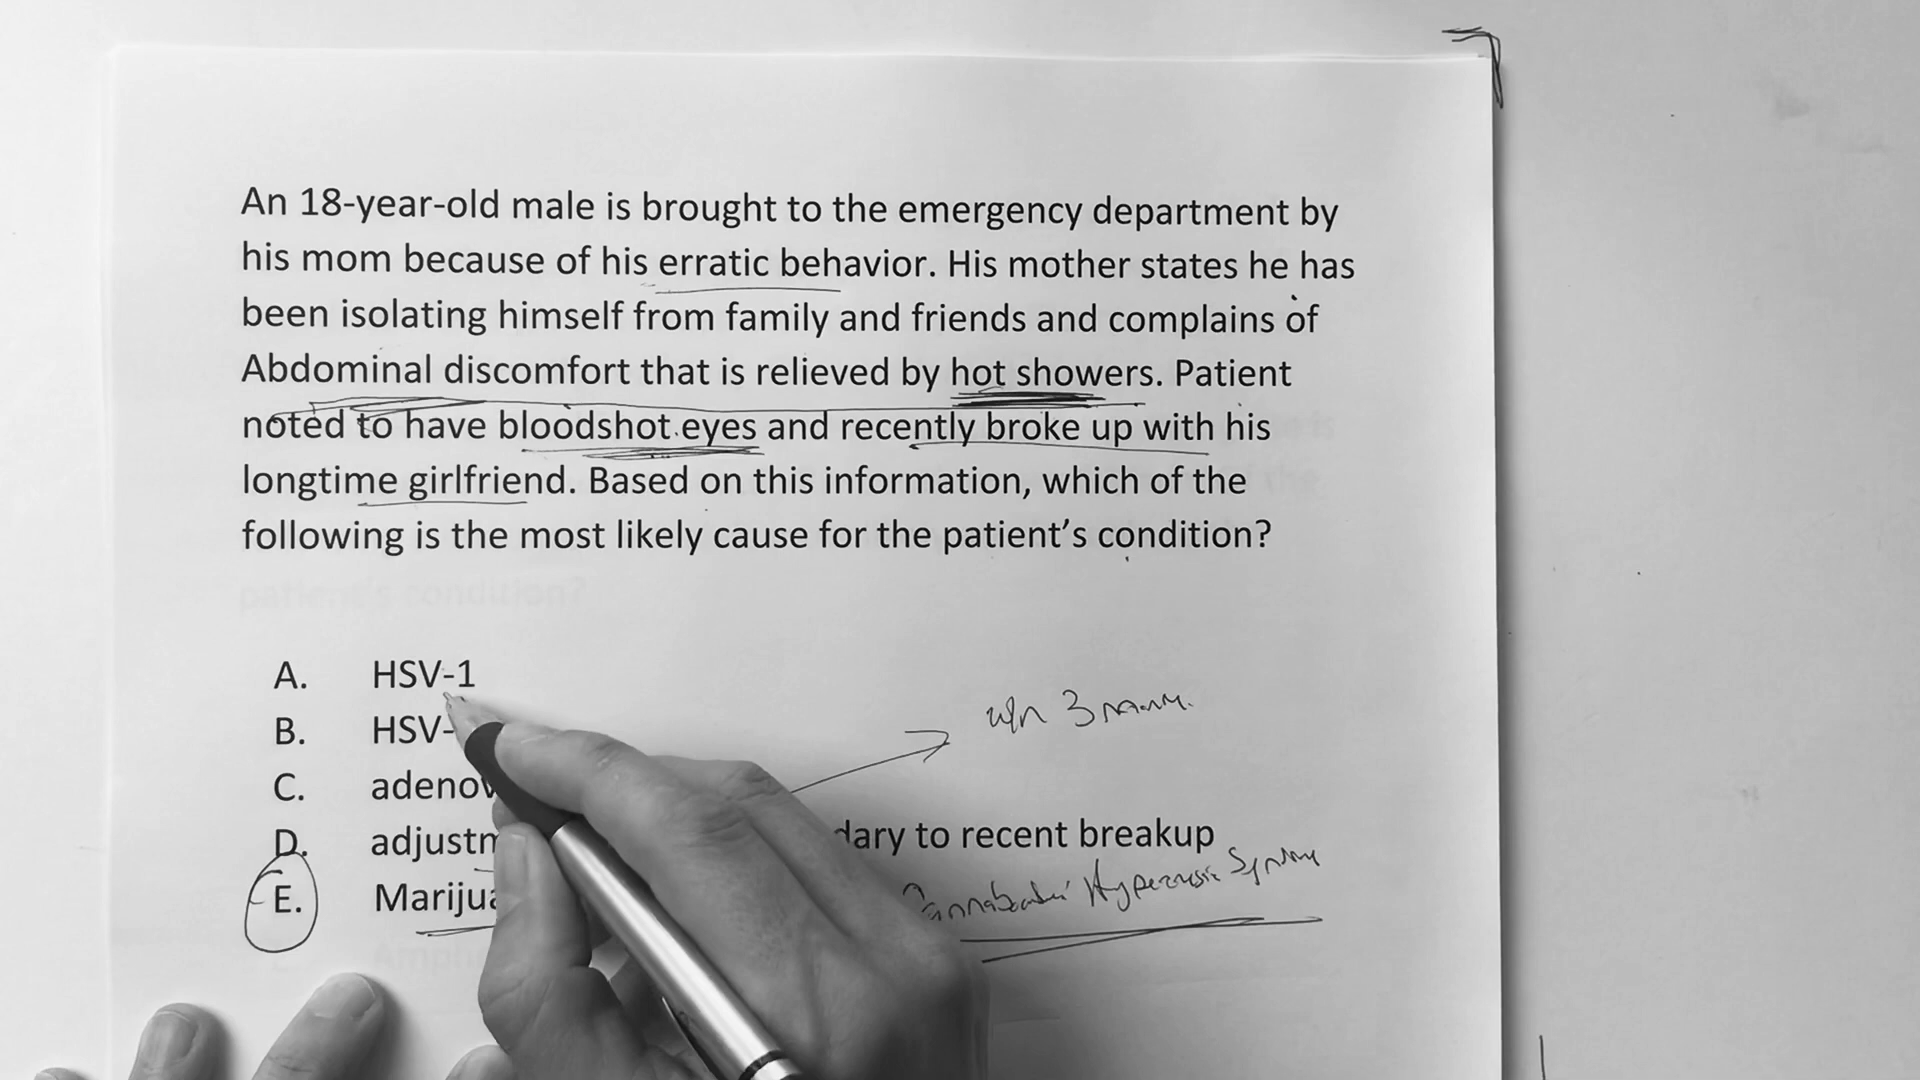 An 18-year-old male is brought to the emergency department by
his mom because of his erratic behavior. His mother states he has
been isolating himself from family and friends and complains of
Abdominal discomfort that is relieved by hot showers. Patient
noted to have bloodshot eyes and recently broke up with his
longtime girlfriend. Based on this information, which of the
following is the most likely cause for the patient's condition?
patient's condition?
A. HSV-1
B. HSV-
C. adeno
D. adjustm dary to recent breakup
E. Marijua
Syndrome